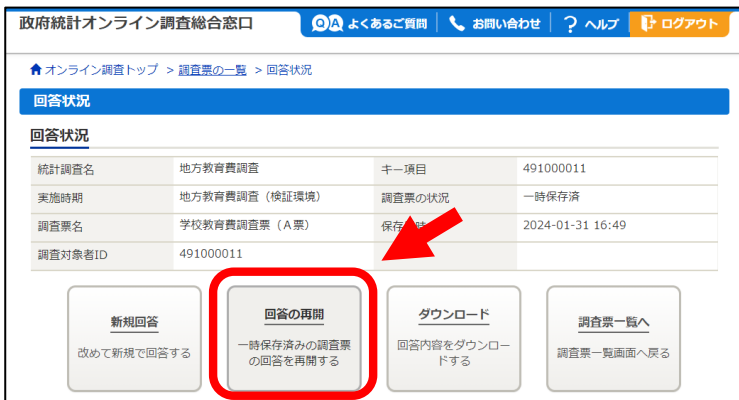 政府統計オンライン調査総合窓口
QA よくあるご質問 お問い合わせ ? ヘルプ ログアウト
オンライン調査トップ > 調査票の一覧 > 回答状況
回答状況
回答状況
統計調査名 地方教育費調査 キー項目 491000011
実施時期 地方教育費調査（検証環境） 調査票の状況 一時保存済
調査票名 学校教育費調査票（A票） 保存 2024-01-31 16:49
調査対象者ID 491000011
新規回答
改めて新規で回答する
回答の再開
一時保存済みの調査票
の回答を再開する
ダウンロード
回答内容をダウンロー
ドする
調査票一覧へ
調査票一覧画面へ戻る